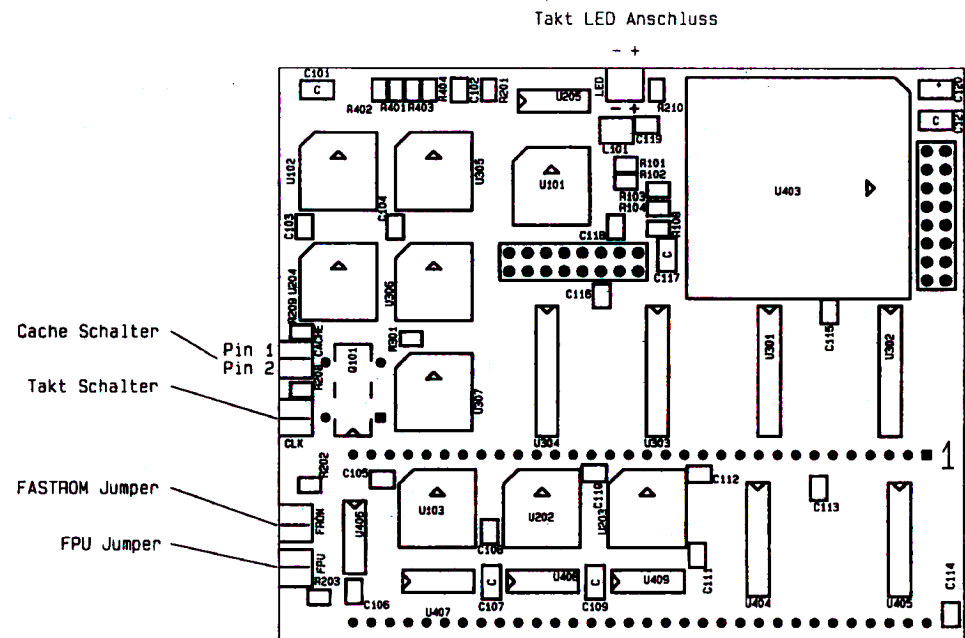 Takt LED Anschluss
- +
C101
C
R402
R401
R403
R404
C102
R201
U205
LED
- +
R210
L101
C119
C120
C
C121
U102
U305
U101
R101
R102
R103
R104
R108
U403
C103
C104
C118
C
C117
U204
U306
C116
R209
R301
C115
Cache Schalter
Pin 1
Pin 2
CACHE
R208
Q101
U307
U301
U302
Takt Schalter
CLK
U304
U303
1
R202
C105
C110
C112
C113
FASTROM Jumper
FROM
U406
U103
U202
U203
C108
FPU Jumper
FPU
R203
C106
U407
C
C107
U408
C
C109
U409
C111
U404
U405
C114